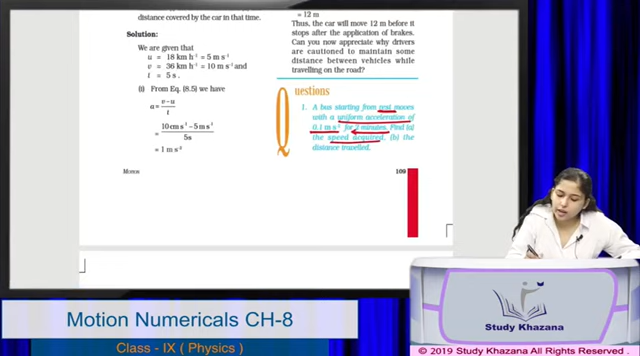 distance covered by the car in that time.
Solution:
We are given that
u = 18 km h⁻¹ = 5 m s⁻¹
v = 36 km h⁻¹ = 10 m s⁻¹ and
t = 5 s.
(i) From Eq. (8.5) we have
a = v-u
t
= 10 m s⁻¹ – 5 m s⁻¹
5s
= 1 m s⁻²
MOTION
= 12 m
Thus, the car will move 12 m before it
stops after the application of brakes.
Can you now appreciate why drivers
are cautioned to maintain some
distance between vehicles while
travelling on the road?
Questions
1. A bus starting from rest moves
with a uniform acceleration of
0.1 m s⁻² for 2 minutes. Find (a)
the speed acquired, (b) the
distance travelled.
109
Study Khazana
Motion Numericals CH-8
Class - IX ( Physics )
© 2019 Study Khazana, All Rights Reserved.